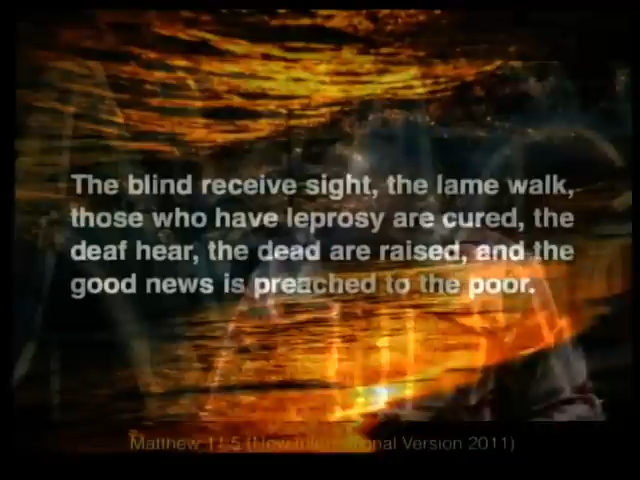 The blind receive sight, the lame walk,
those who have leprosy are cured, the
deaf hear, the dead are raised, and the
good news is preached to the poor.
Matthew 11:5 (New International Version 2011)